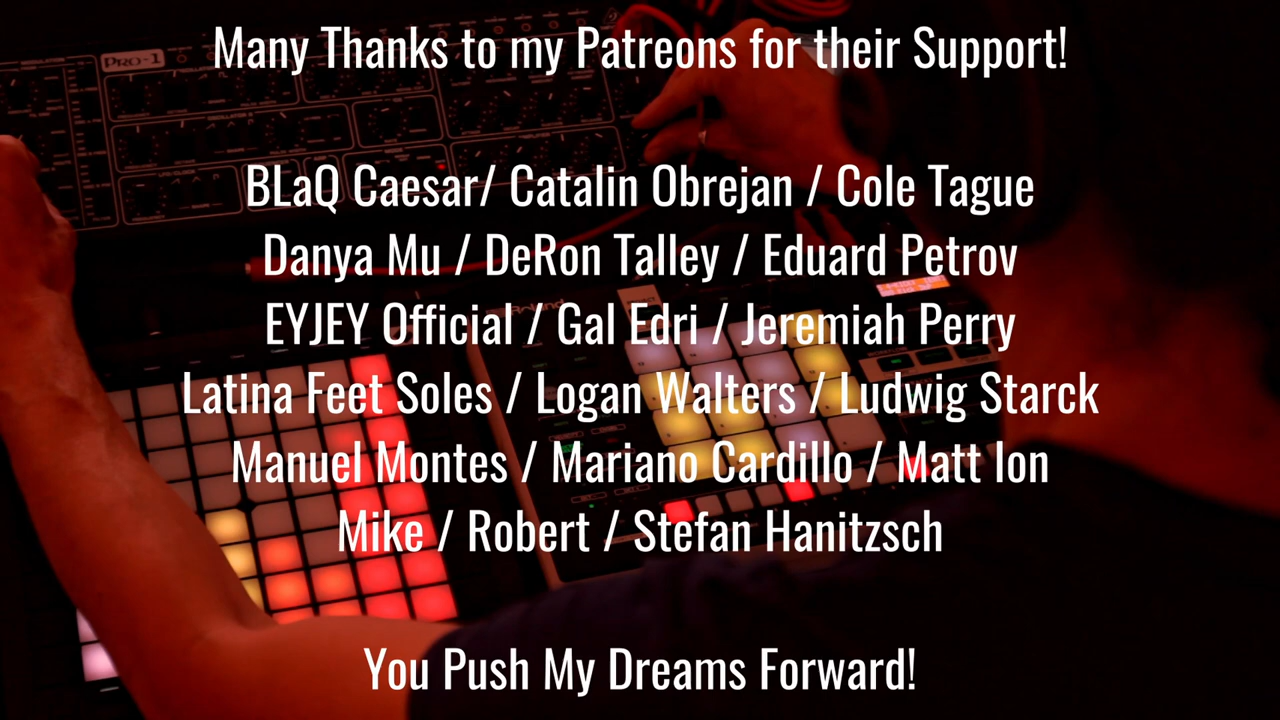 Many Thanks to my Patreons for their Support!
PRO-1
BLaQ Caesar/ Catalin Obrejan / Cole Tague
Danya Mu / DeRon Talley / Eduard Petrov
EYJEY Official / Gal Edri / Jeremiah Perry
Latina Feet Soles / Logan Walters / Ludwig Starck
Manuel Montes / Mariano Cardillo / Matt Ion
Mike / Robert / Stefan Hanitzsch
You Push My Dreams Forward!